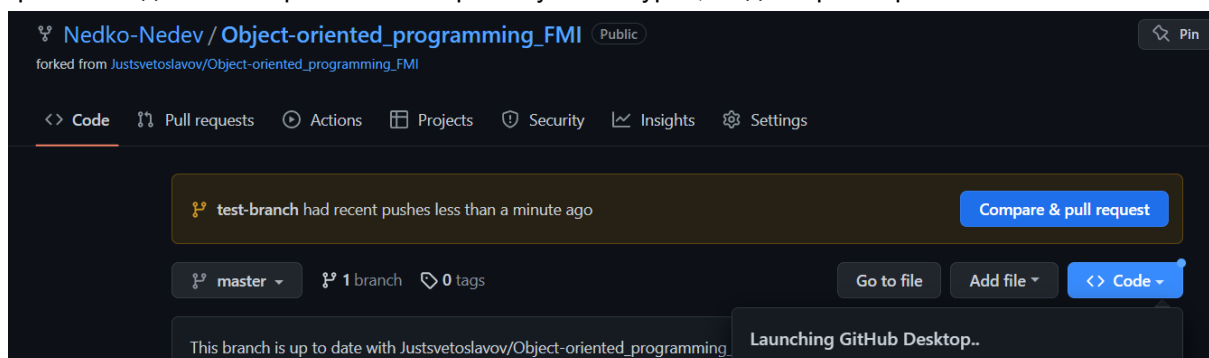 Nedko-Nedev / Object-oriented_programming_FMI Public
Pin
forked from Justsvetoslavov/Object-oriented_programming_FMI
<> Code Pull requests Actions Projects Security Insights Settings
test-branch had recent pushes less than a minute ago
Compare & pull request
master 1 branch 0 tags
Go to file Add file <> Code
This branch is up to date with Justsvetoslavov/Object-oriented_programming_
Launching GitHub Desktop..